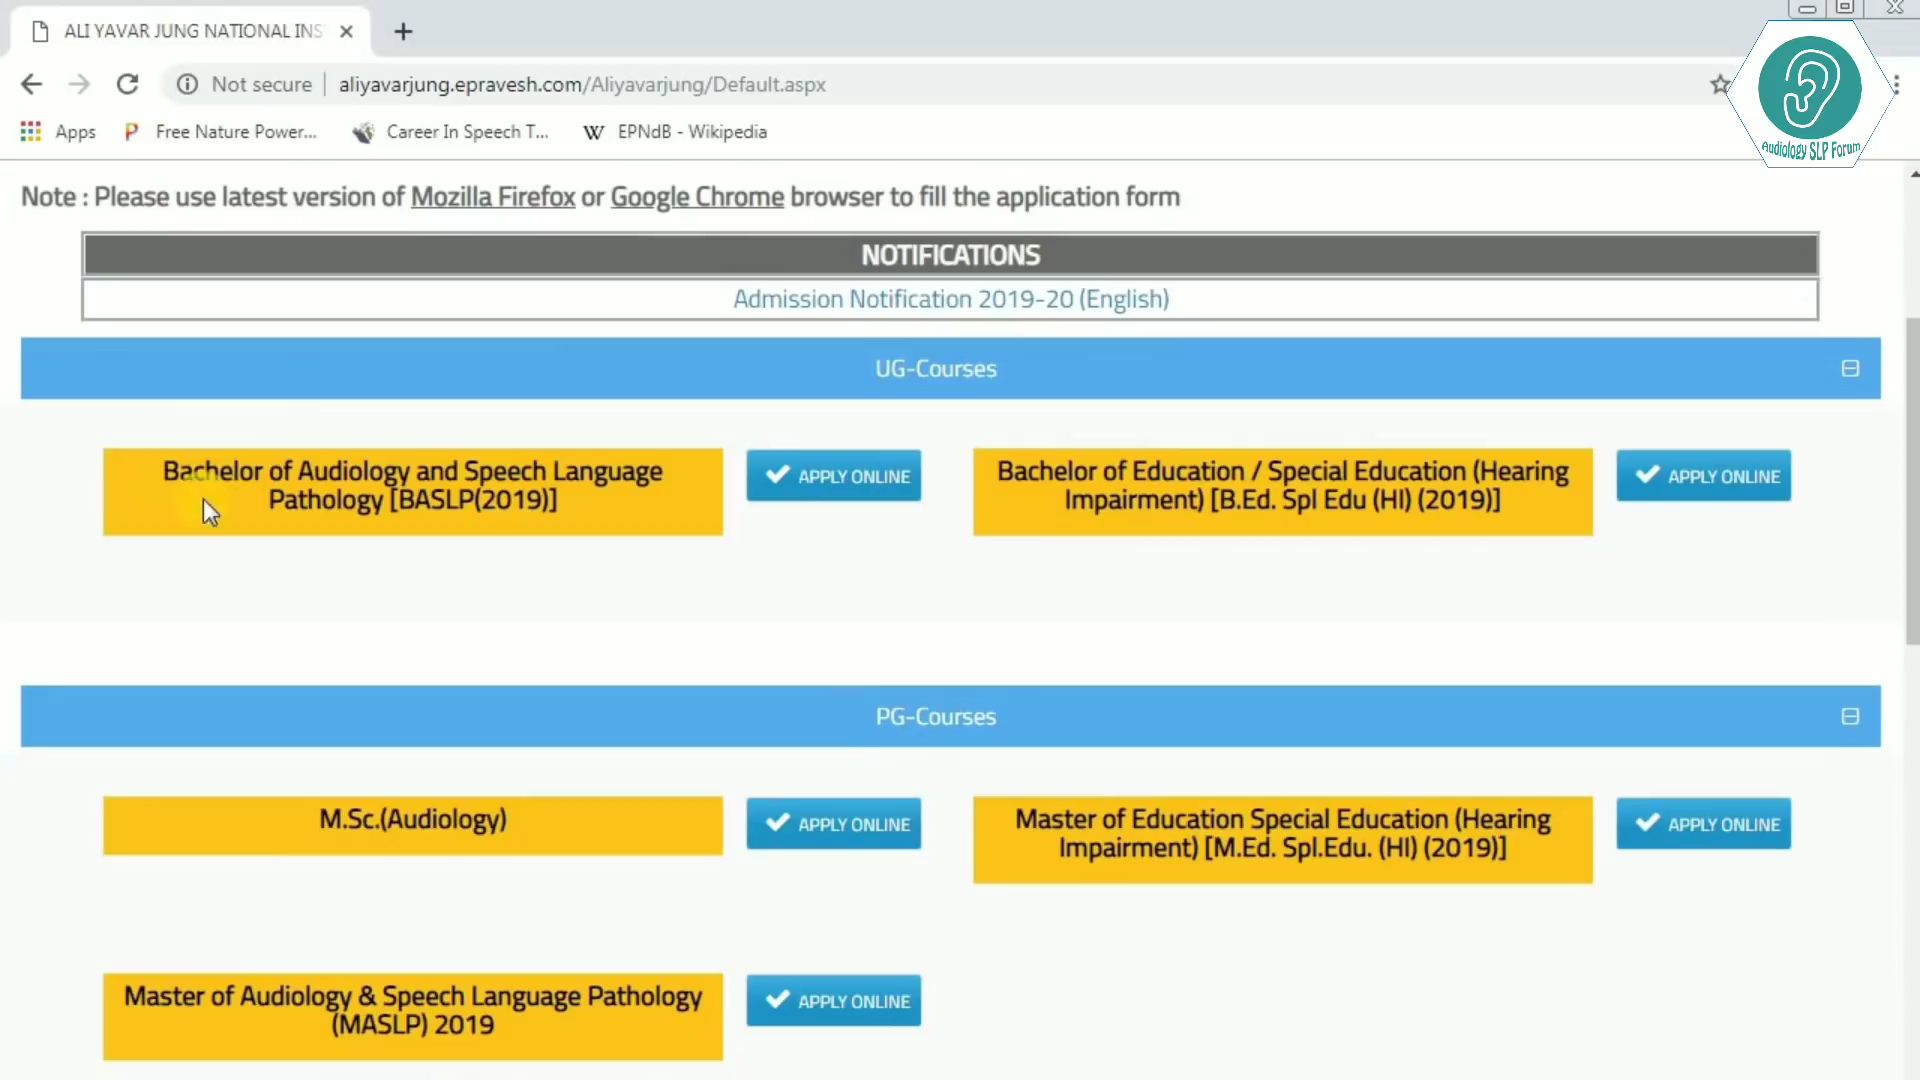 ALI YAVAR JUNG NATIONAL INS
Not secure | aliyavarjung.epravesh.com/Aliyavarjung/Default.aspx
Apps Free Nature Power... Career In Speech T... W EPNdB - Wikipedia
Audiology SLP Forum
Note : Please use latest version of Mozilla Firefox or Google Chrome browser to fill the application form
NOTIFICATIONS
Admission Notification 2019-20 (English)
UG-Courses
Bachelor of Audiology and Speech Language
Pathology [BASLP(2019)]
APPLY ONLINE
Bachelor of Education / Special Education (Hearing
Impairment) [B.Ed. Spl Edu (HI) (2019)]
APPLY ONLINE
PG-Courses
M.Sc.(Audiology)
APPLY ONLINE
Master of Education Special Education (Hearing
Impairment) [M.Ed. Spl.Edu. (HI) (2019)]
APPLY ONLINE
Master of Audiology & Speech Language Pathology
(MASLP) 2019
APPLY ONLINE